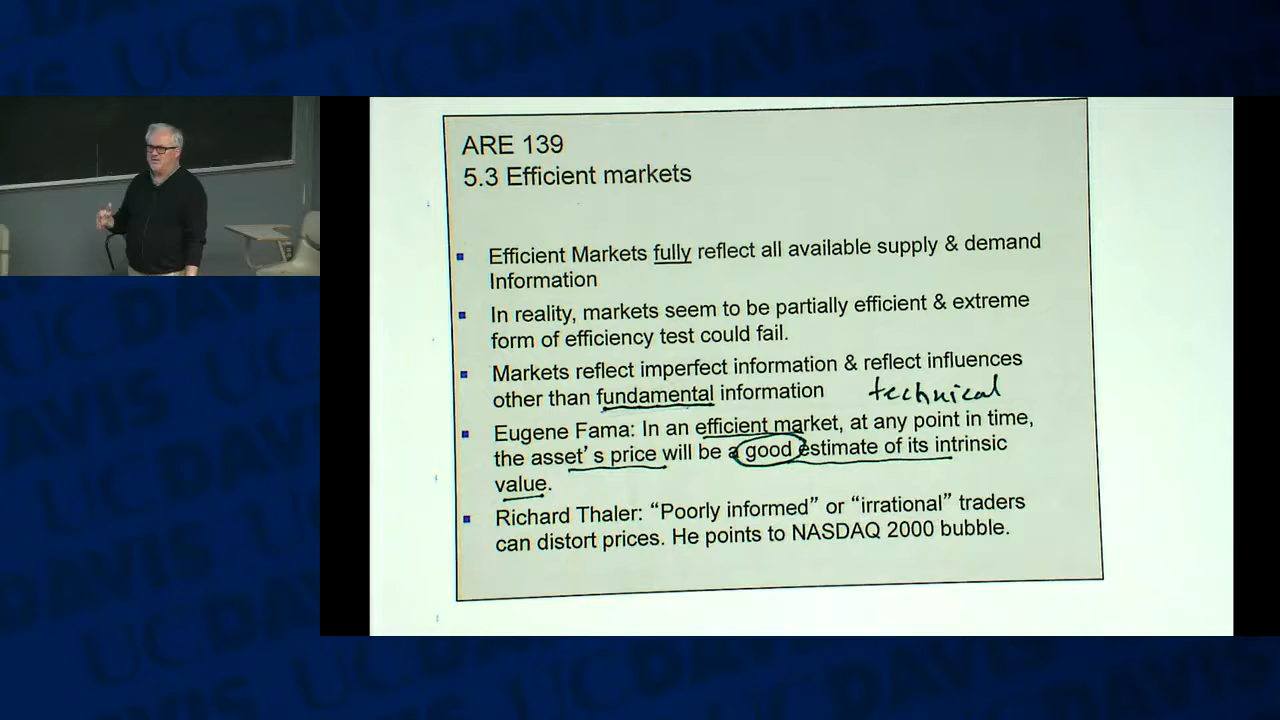 ARE 139
5.3 Efficient markets
▪ Efficient Markets fully reflect all available supply & demand
Information
▪ In reality, markets seem to be partially efficient & extreme
form of efficiency test could fail.
▪ Markets reflect imperfect information & reflect influences
other than fundamental information technical
▪ Eugene Fama: In an efficient market, at any point in time,
the asset's price will be a good estimate of its intrinsic
value.
▪ Richard Thaler: “Poorly informed” or “irrational” traders
can distort prices. He points to NASDAQ 2000 bubble.
UC DAVIS